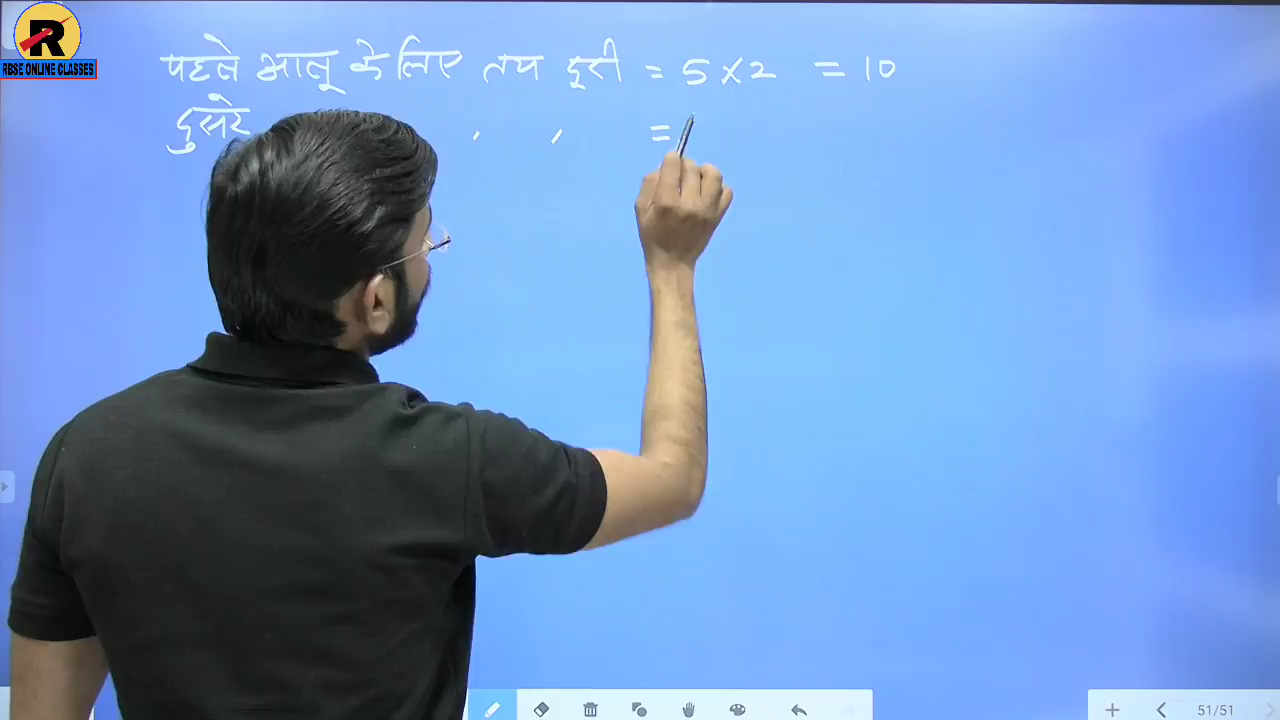 R
RBSE ONLINE CLASSES
पहले आलू के लिए तय दूरी = 5 × 2 = 10
दुसरे , , =
51/51